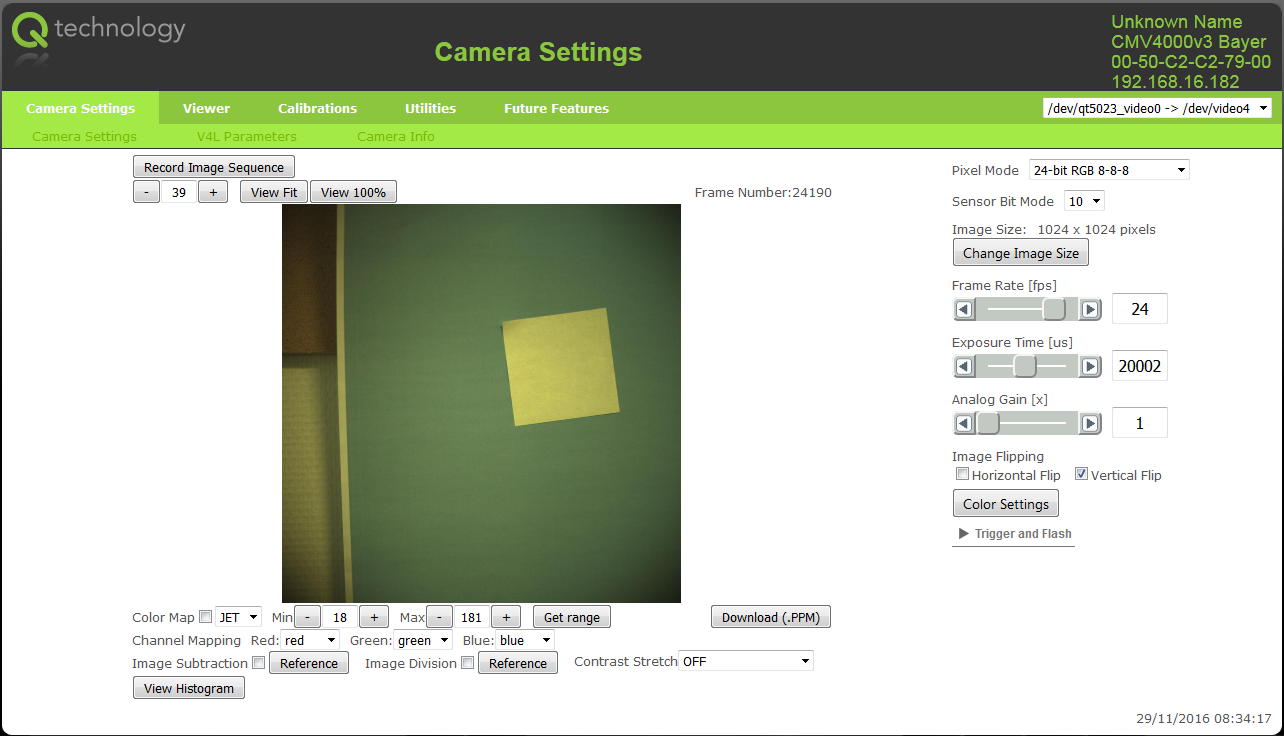 technology
Camera Settings
Unknown Name
CMV4000v3 Bayer
00-50-C2-C2-79-00
192.168.16.182
Camera Settings Viewer Calibrations Utilities Future Features /dev/qt5023_video0 -> /dev/video4
Camera Settings V4L Parameters Camera Info
Record Image Sequence
- 39 + View Fit View 100% Frame Number:24190
Pixel Mode 24-bit RGB 8-8-8
Sensor Bit Mode 10
Image Size: 1024 x 1024 pixels
Change Image Size
Frame Rate [fps]
24
Exposure Time [us]
20002
Analog Gain [x]
1
Image Flipping
Horizontal Flip Vertical Flip
Color Settings
Trigger and Flash
Color Map JET Min - 18 + Max - 181 + Get range Download (.PPM)
Channel Mapping Red: red Green: green Blue: blue
Image Subtraction Reference Image Division Reference Contrast Stretch OFF
View Histogram
29/11/2016 08:34:17